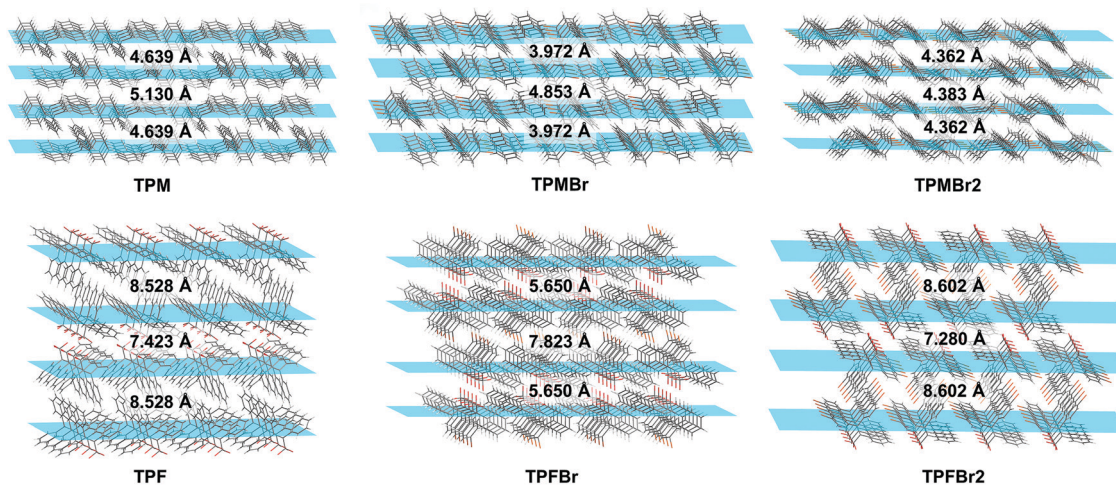 4.639 Å
5.130 Å
4.639 Å
TPM
3.972 Å
4.853 Å
3.972 Å
TPMBr
4.362 Å
4.383 Å
4.362 Å
TPMBr2
8.528 Å
7.423 Å
8.528 Å
TPF
5.650 Å
7.823 Å
5.650 Å
TPFBr
8.602 Å
7.280 Å
8.602 Å
TPFBr2